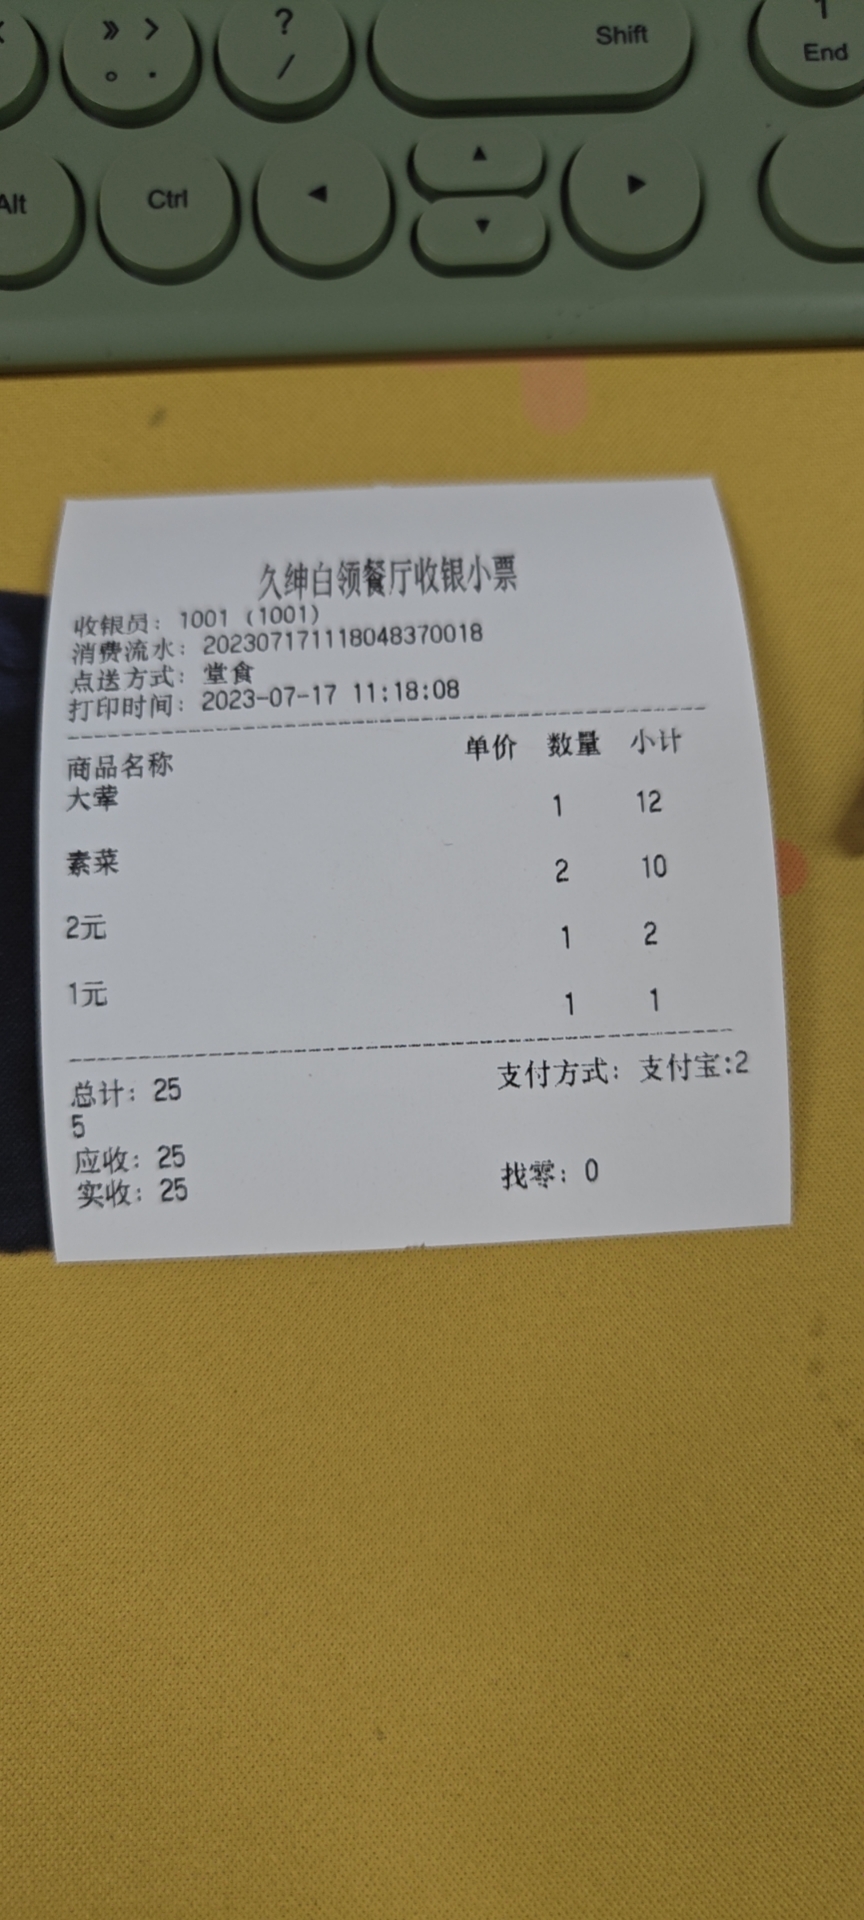 》 >
。 .
?
/
Shift
1
End
Alt
Ctrl
◀
▲
▼
▶
久绅白领餐厅收银小票
收银员: 1001 (1001)
消费流水: 2023071711118048370018
点送方式: 堂食
打印时间: 2023-07-17 11:18:08
商品名称 单价 数量 小计
大荤 1 12
素菜 2 10
2元 1 2
1元 1 1
总计: 25 支付方式: 支付宝:2
5
应收: 25
实收: 25 找零: 0